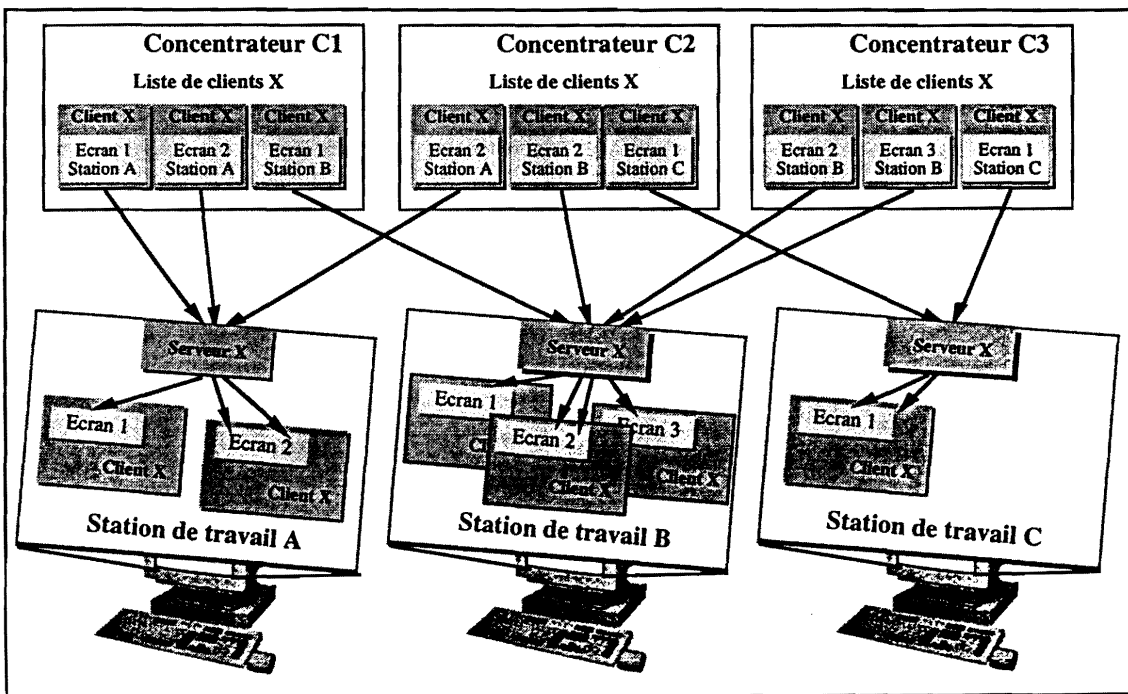 Concentrateur C1
Liste de clients X
Client X
Client X
Client X
Ecran 1
Station A
Ecran 2
Station A
Ecran 1
Station B
Concentrateur C2
Liste de clients X
Client X
Client X
Client X
Ecran 2
Station A
Ecran 2
Station B
Ecran 1
Station C
Concentrateur C3
Liste de clients X
Client X
Client X
Client X
Ecran 2
Station B
Ecran 3
Station B
Ecran 1
Station C
Serveur X
Ecran 1
Client X
Ecran 2
Client X
Station de travail A
Serveur X
Ecran 1
Client X
Ecran 2
Client X
Ecran 3
Client X
Station de travail B
Serveur X
Ecran 1
Client X
Station de travail C